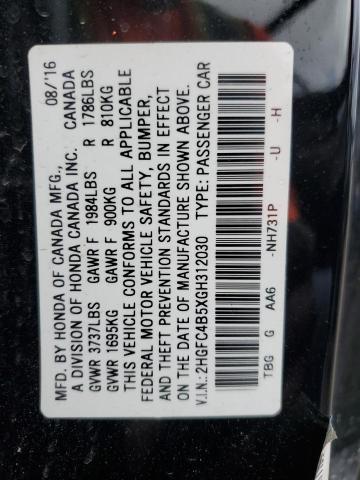 MFD. BY HONDA OF CANADA MFG., 08/'16
A DIVISION OF HONDA CANADA INC. CANADA
GVWR 3737LBS GAWR F 1984LBS R 1786LBS
GVWR 1695KG GAWR F 900KG R 810KG
THIS VEHICLE CONFORMS TO ALL APPLICABLE
FEDERAL MOTOR VEHICLE SAFETY, BUMPER,
AND THEFT PREVENTION STANDARDS IN EFFECT
ON THE DATE OF MANUFACTURE SHOWN ABOVE.
V.I.N.: 2HGFC4B5XGH312030 TYPE: PASSENGER CAR
TBG G AA6 -NH731P -U -H